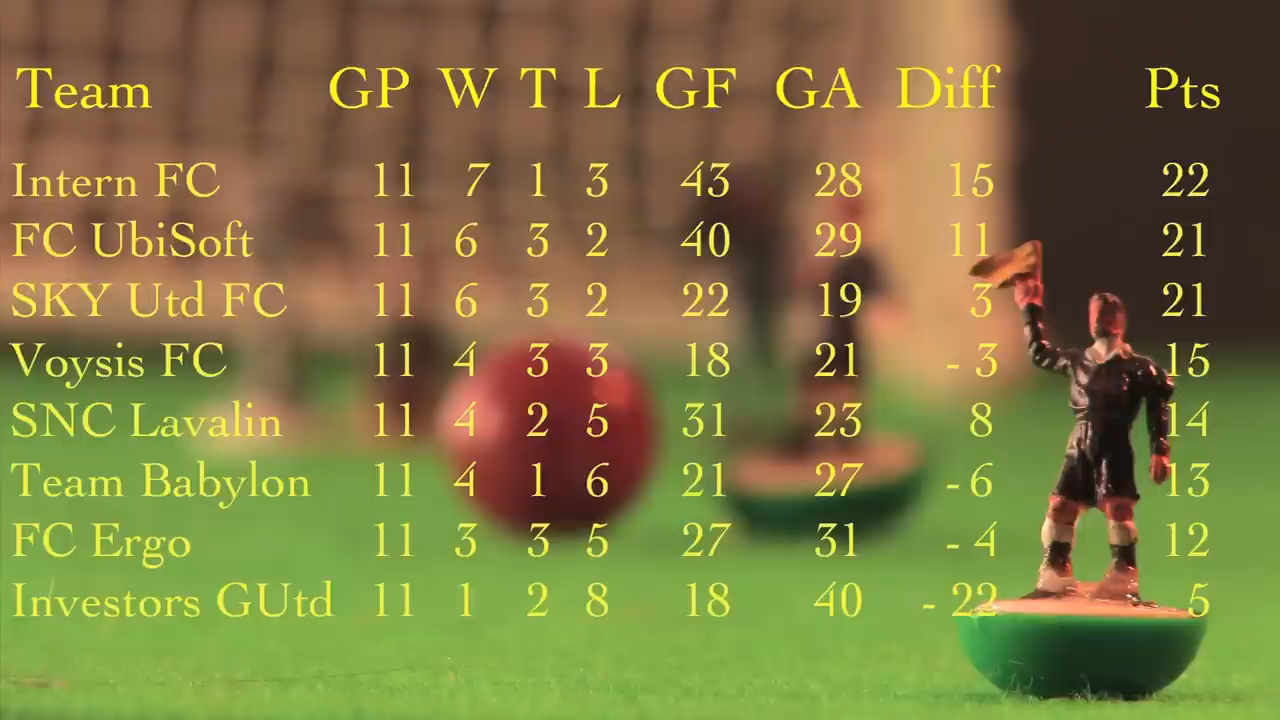 Team GP W T L GF GA Diff Pts
Intern FC 11 7 1 3 43 28 15 22
FC UbiSoft 11 6 3 2 40 29 11 21
SKY Utd FC 11 6 3 2 22 19 3 21
Voysis FC 11 4 3 3 18 21 - 3 15
SNC Lavalin 11 4 2 5 31 23 8 14
Team Babylon 11 4 1 6 21 27 - 6 13
FC Ergo 11 3 3 5 27 31 - 4 12
Investors GUtd 11 1 2 8 18 40 - 22 5